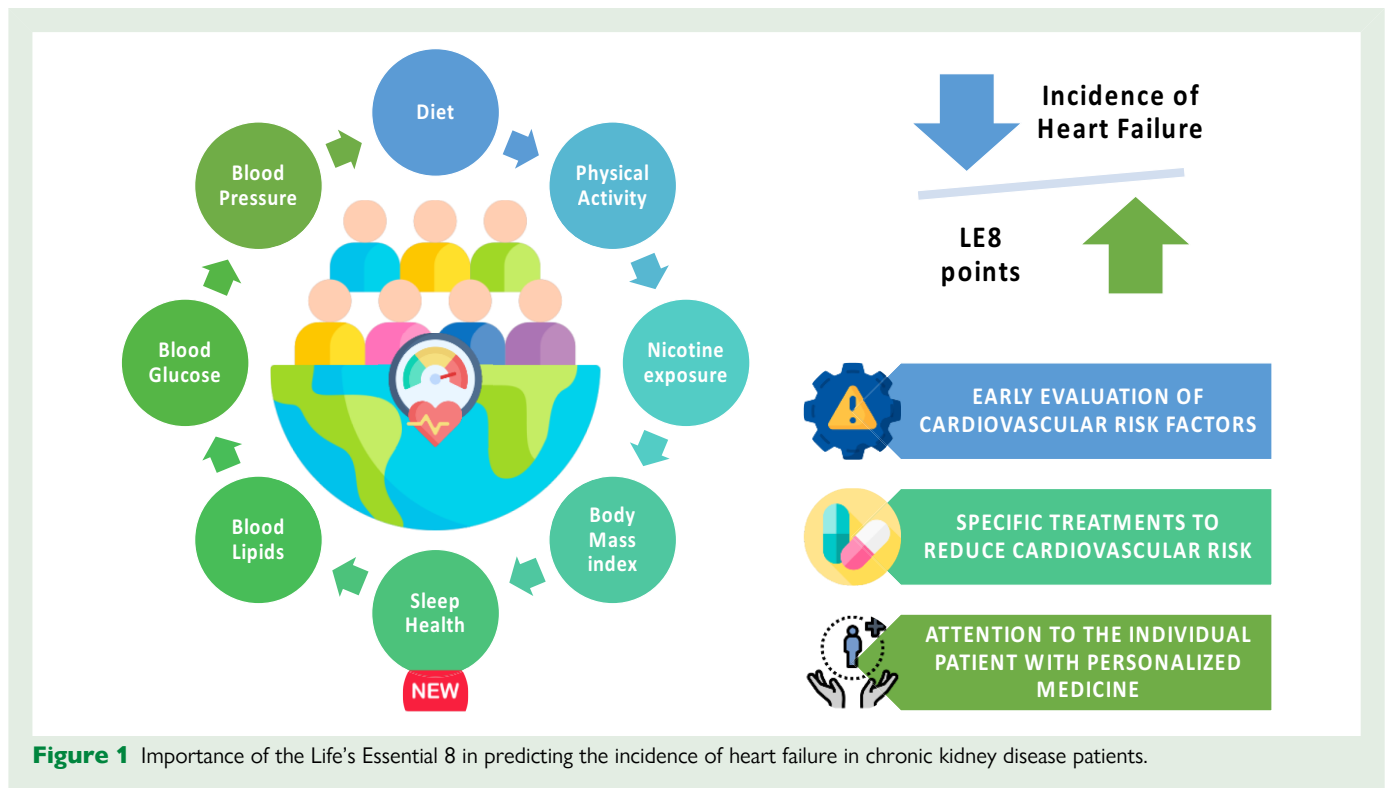 Diet
Physical
Activity
Nicotine
exposure
Body
Mass
index
Sleep
Health
NEW
Blood
Lipids
Blood
Glucose
Blood
Pressure
Incidence of
Heart Failure
LE8
points
EARLY EVALUATION OF
CARDIOVASCULAR RISK FACTORS
SPECIFIC TREATMENTS TO
REDUCE CARDIOVASCULAR RISK
ATTENTION TO THE INDIVIDUAL
PATIENT WITH PERSONALIZED
MEDICINE
Figure 1 Importance of the Life’s Essential 8 in predicting the incidence of heart failure in chronic kidney disease patients.